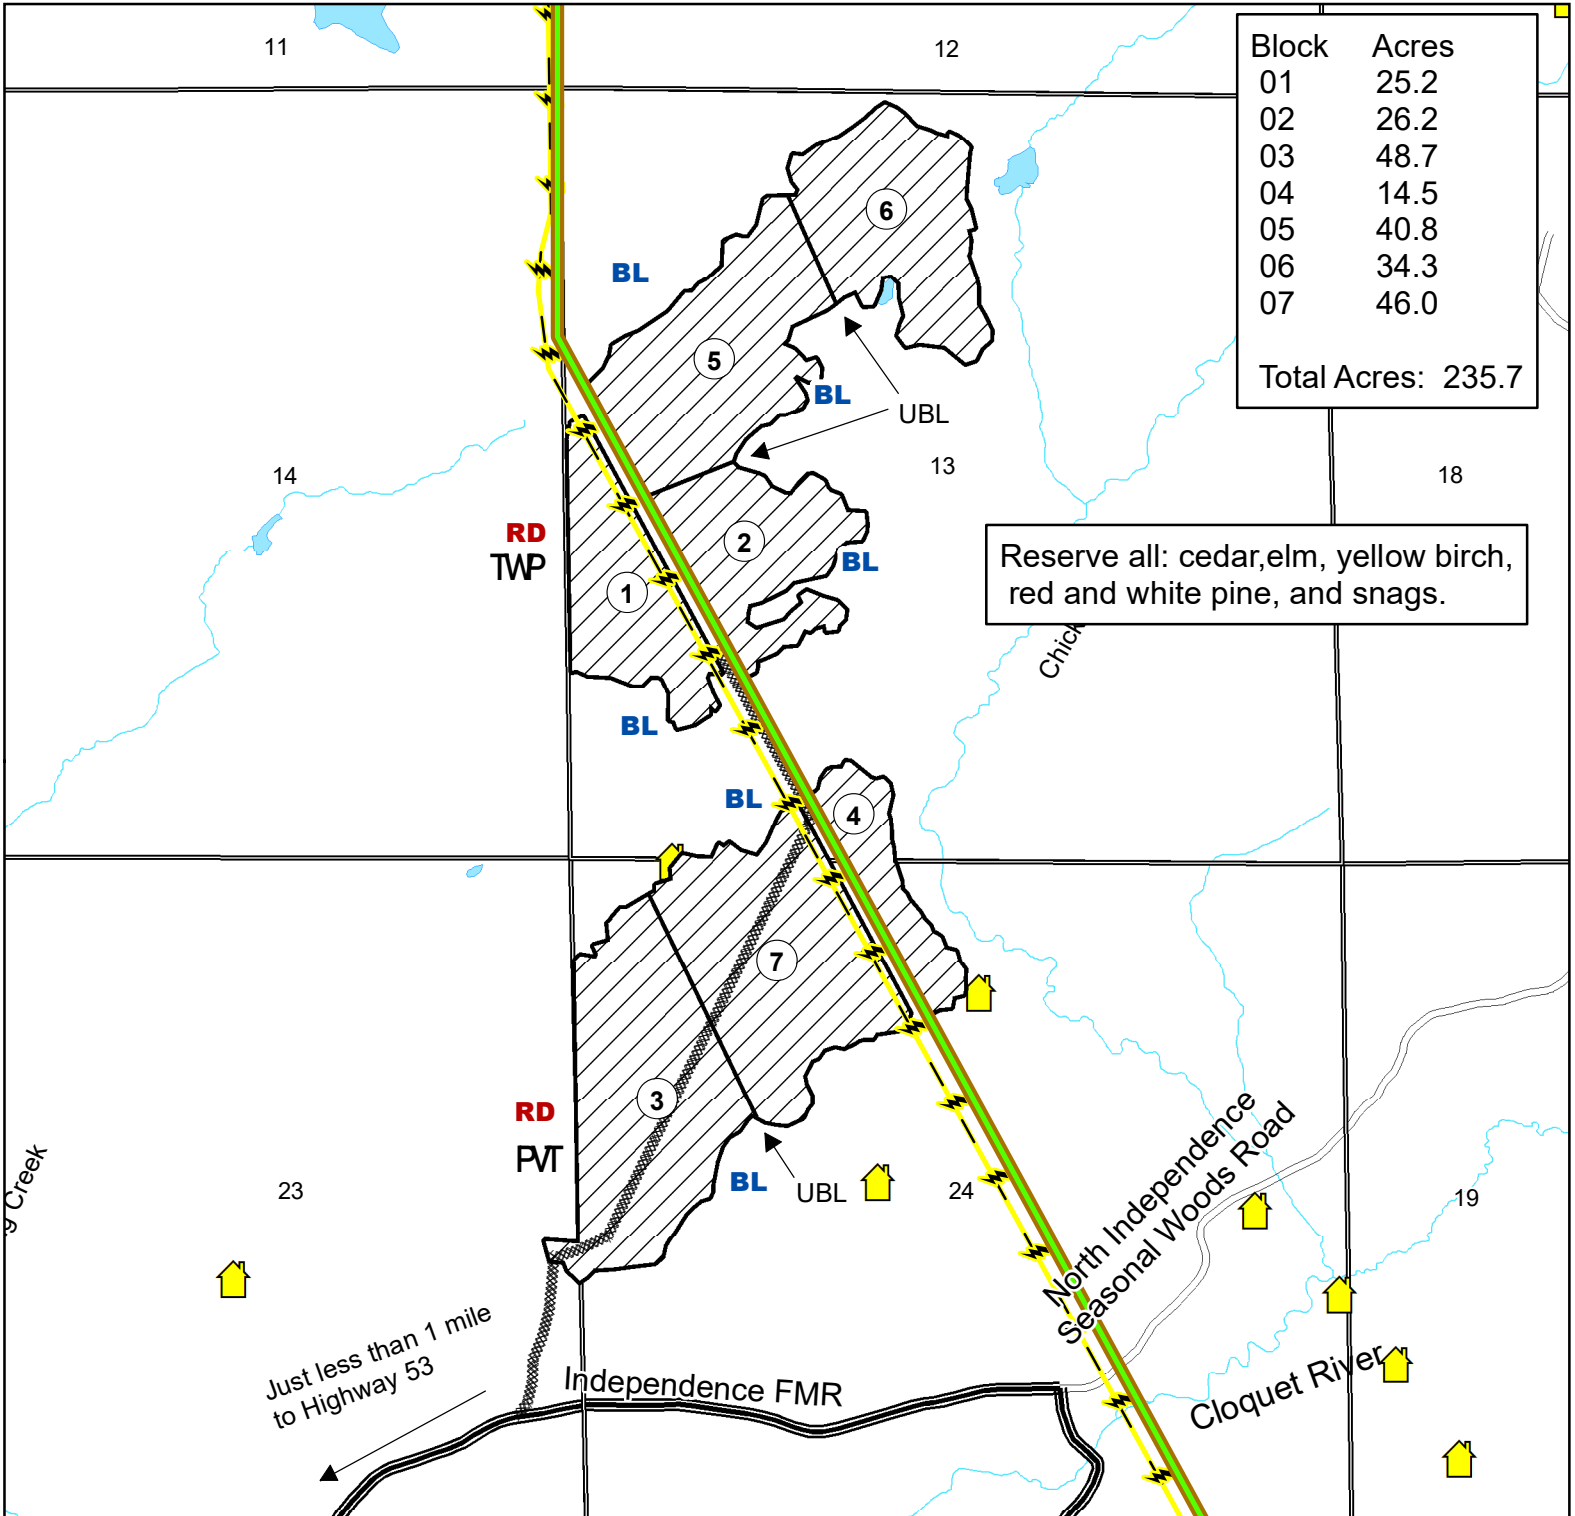 11
12
Block Acres
01 25.2
02 26.2
03 48.7
04 14.5
05 40.8
06 34.3
07 46.0
Total Acres: 235.7
6
BL
5
BL
UBL
13
14
18
RD
TWP
2
BL
1
Reserve all: cedar,elm, yellow birch,
red and white pine, and snags.
Chick
BL
BL
4
7
3
RD
PVT
BL
UBL
23
24
19
g Creek
North Independence
Seasonal Woods Road
Just less than 1 mile
to Highway 53
Independence FMR
Cloquet River